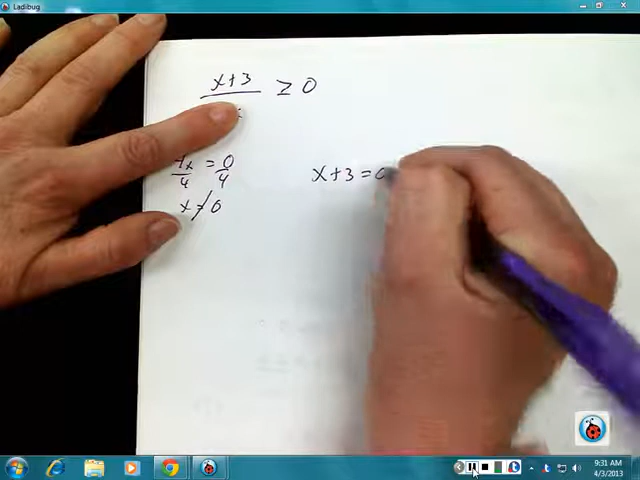 Ladibug
x+3
≥ 0
4x = 0
4 4
x ≠ 0
x+3=0
9:31 AM
4/3/2013